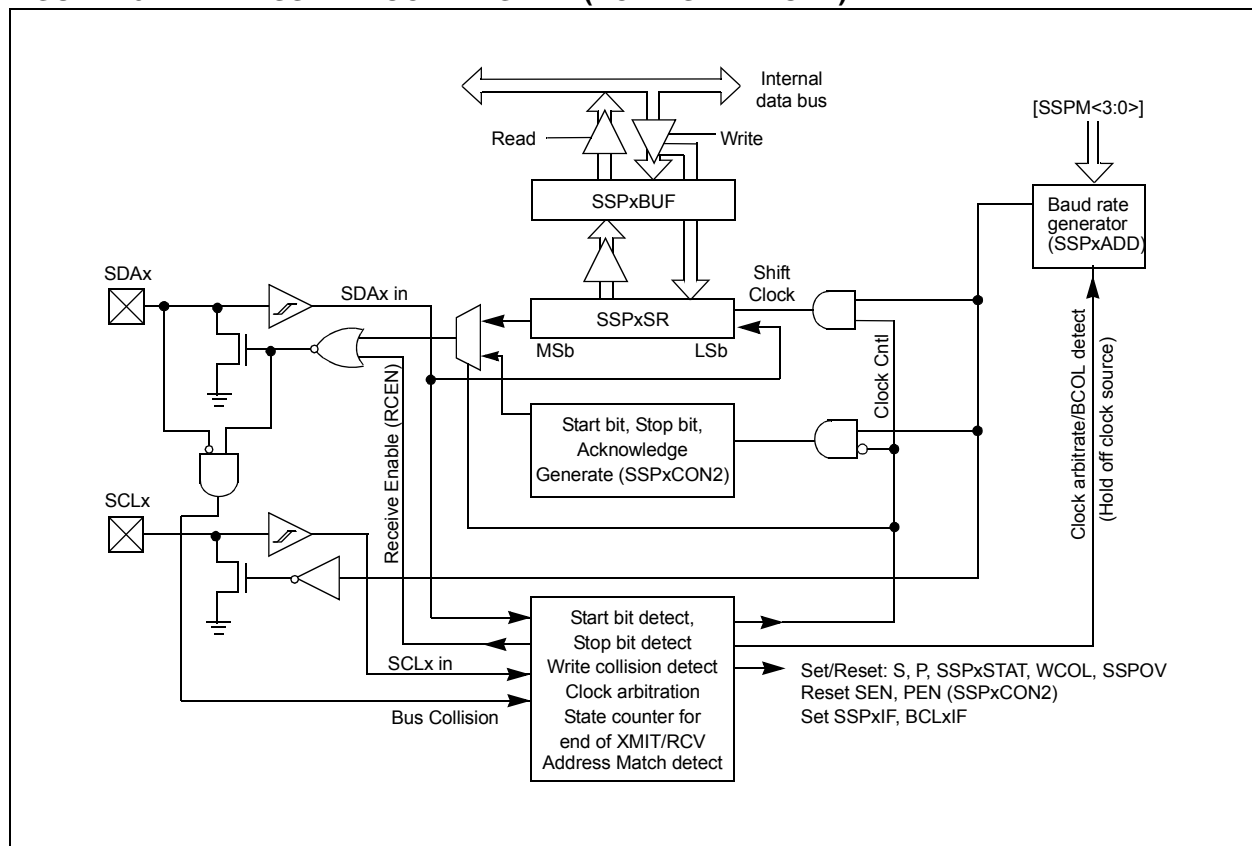 Internal
data bus
[SSPM<3:0>]
Read
Write
SSPxBUF
Baud rate
generator
(SSPxADD)
SDAx
SDAx in
Shift
Clock
SSPxSR
MSb
LSb
Clock Cntl
Clock arbitrate/BCOL detect
(Hold off clock source)
Receive Enable (RCEN)
Start bit, Stop bit,
Acknowledge
Generate (SSPxCON2)
SCLx
SCLx in
Bus Collision
Start bit detect,
Stop bit detect
Write collision detect
Clock arbitration
State counter for
end of XMIT/RCV
Address Match detect
Set/Reset: S, P, SSPxSTAT, WCOL, SSPOV
Reset SEN, PEN (SSPxCON2)
Set SSPxIF, BCLxIF